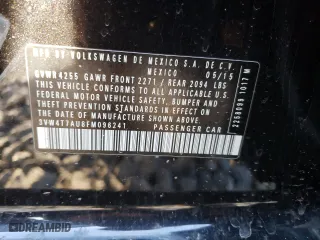 MFD BY VOLKSWAGEN DE MEXICO S.A. DE C.V.
MEXICO 05/15
GVWR 4255 GAWR FRONT 2271 / REAR 2094 LBS
THIS VEHICLE CONFORMS TO ALL APPLICABLE
FEDERAL MOTOR VEHICLE SAFETY, BUMPER AND
THEFT PREVENTION STANDARDS IN EFFECT ON
THE DATE OF MANUFACTURE SHOWN ABOVE.
3VW4T7AU8FM096241
PASSENGER CAR
1017 M